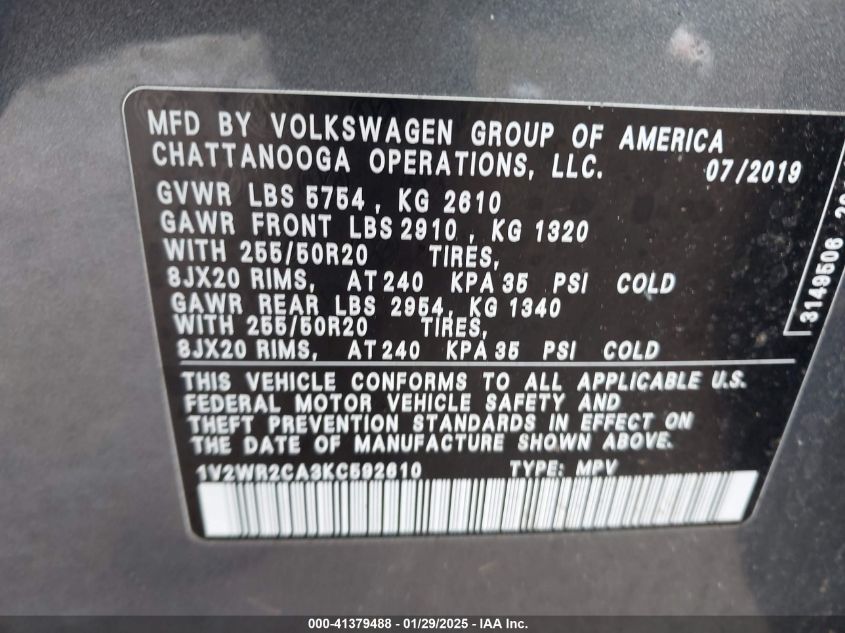 MFD BY VOLKSWAGEN GROUP OF AMERICA
CHATTANOOGA OPERATIONS, LLC. 07/2019
GVWR LBS 5754, KG 2610
GAWR FRONT LBS 2910, KG 1320
WITH 255/50R20 TIRES,
8JX20 RIMS, AT 240 KPA 35 PSI COLD
GAWR REAR LBS 2954, KG 1340
WITH 255/50R20 TIRES,
8JX20 RIMS, AT 240 KPA 35 PSI COLD
THIS VEHICLE CONFORMS TO ALL APPLICABLE U.S.
FEDERAL MOTOR VEHICLE SAFETY AND
THEFT PREVENTION STANDARDS IN EFFECT ON
THE DATE OF MANUFACTURE SHOWN ABOVE.
1V2WR2CA3KC592610 TYPE: MPV
3149506
000-41379488 - 01/29/2025 - IAA Inc.